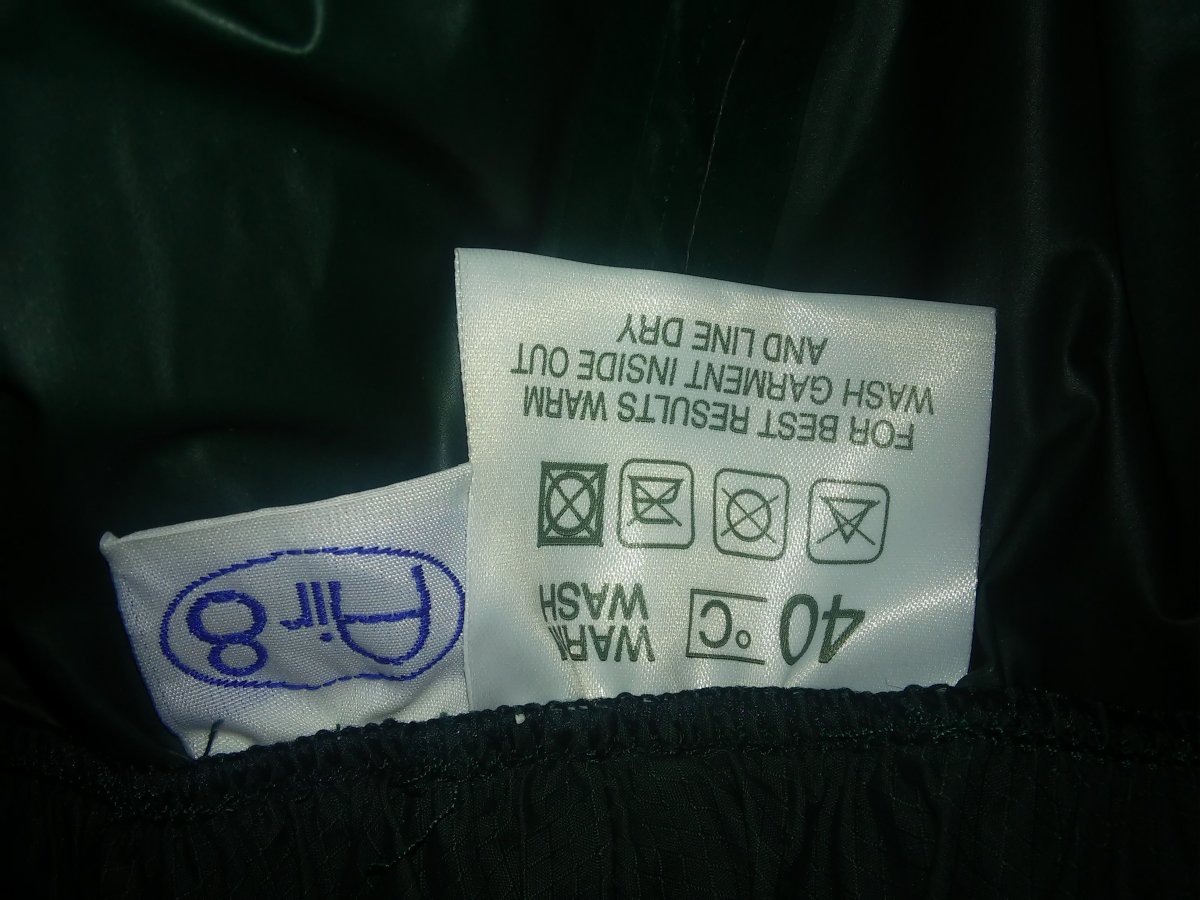 40°C
WARM
WASH
FOR BEST RESULTS WARM
WASH GARMENT INSIDE OUT
AND LINE DRY
Air 8